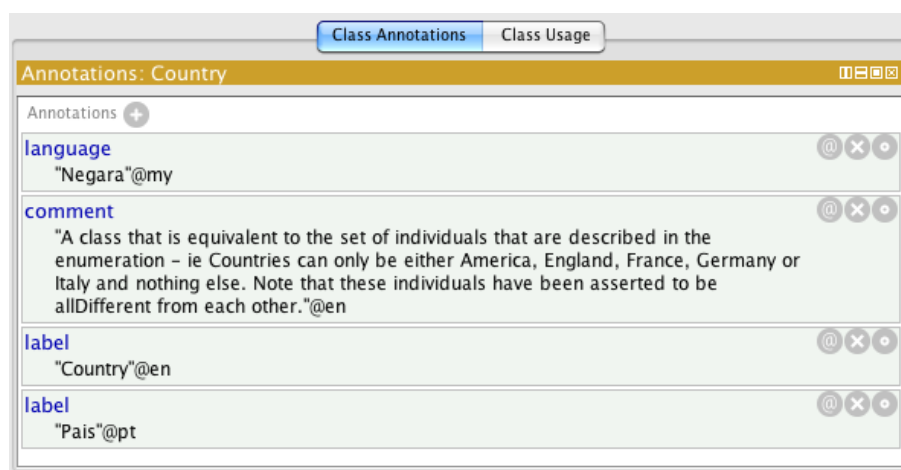 Class Annotations Class Usage
Annotations: Country
Annotations
language
"Negara"@my
comment
"A class that is equivalent to the set of individuals that are described in the
enumeration – ie Countries can only be either America, England, France, Germany or
Italy and nothing else. Note that these individuals have been asserted to be
allDifferent from each other."@en
label
"Country"@en
label
"Pais"@pt